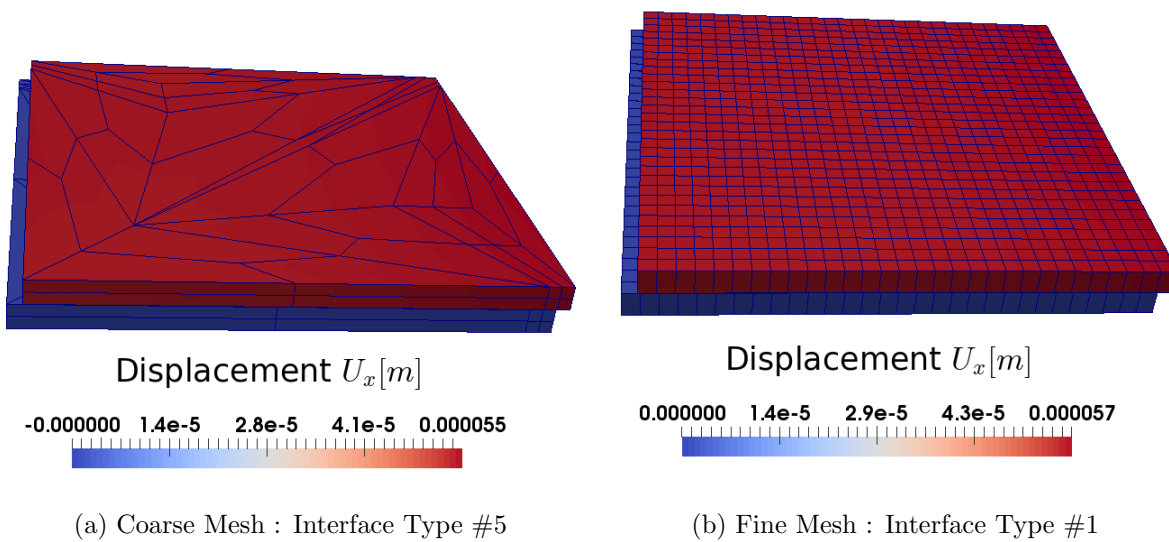 Displacement U_x[m]
-0.000000 1.4e-5 2.8e-5 4.1e-5 0.000055
(a) Coarse Mesh : Interface Type #5
Displacement U_x[m]
0.000000 1.4e-5 2.9e-5 4.3e-5 0.000057
(b) Fine Mesh : Interface Type #1